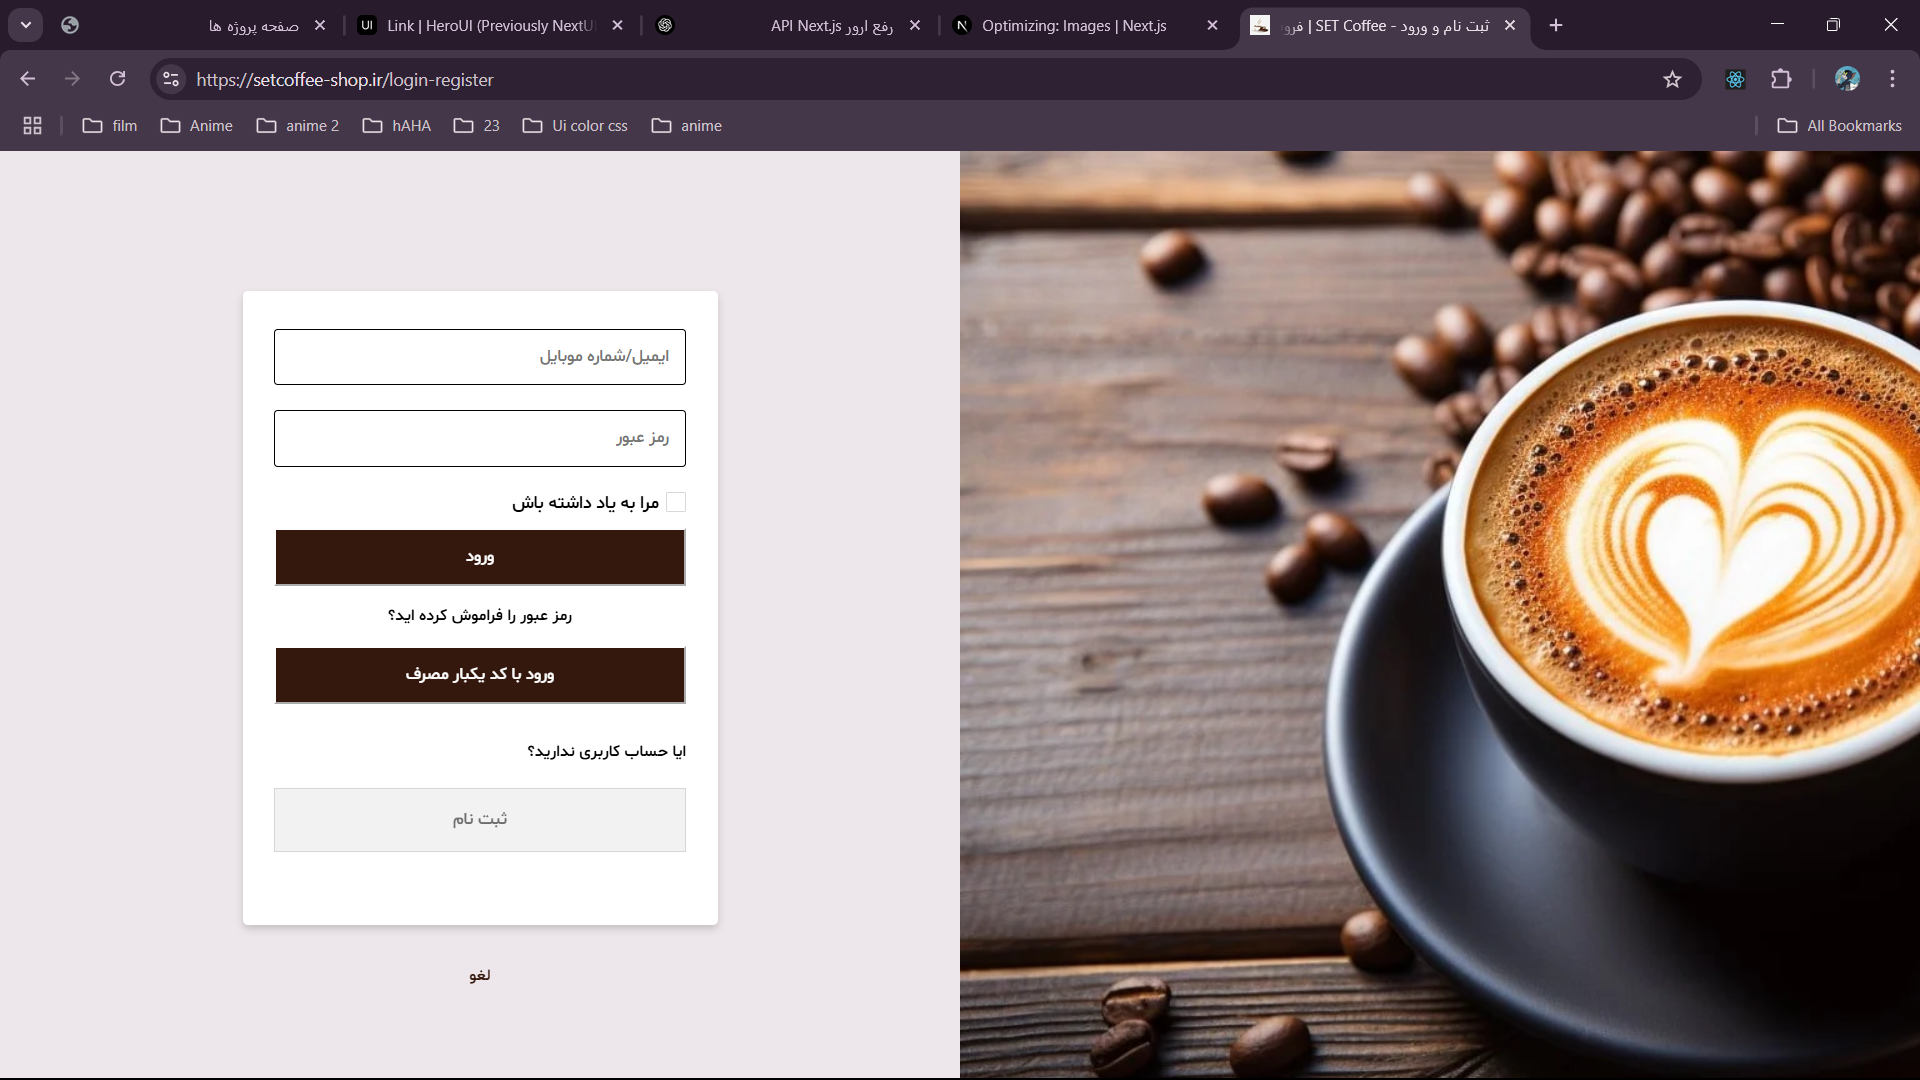 صفحه پروژه ها
Link | HeroUI (Previously NextU
رفع ارور API Next.js
Optimizing: Images | Next.js
ثبت نام و ورود - SET Coffee | فرو
https://setcoffee-shop.ir/login-register
film
Anime
anime 2
hAHA
23
Ui color css
anime
All Bookmarks
ایمیل/شماره موبایل
رمز عبور
مرا به یاد داشته باش
ورود
رمز عبور را فراموش کرده اید؟
ورود با کد یکبار مصرف
ایا حساب کاربری ندارید؟
ثبت نام
لغو